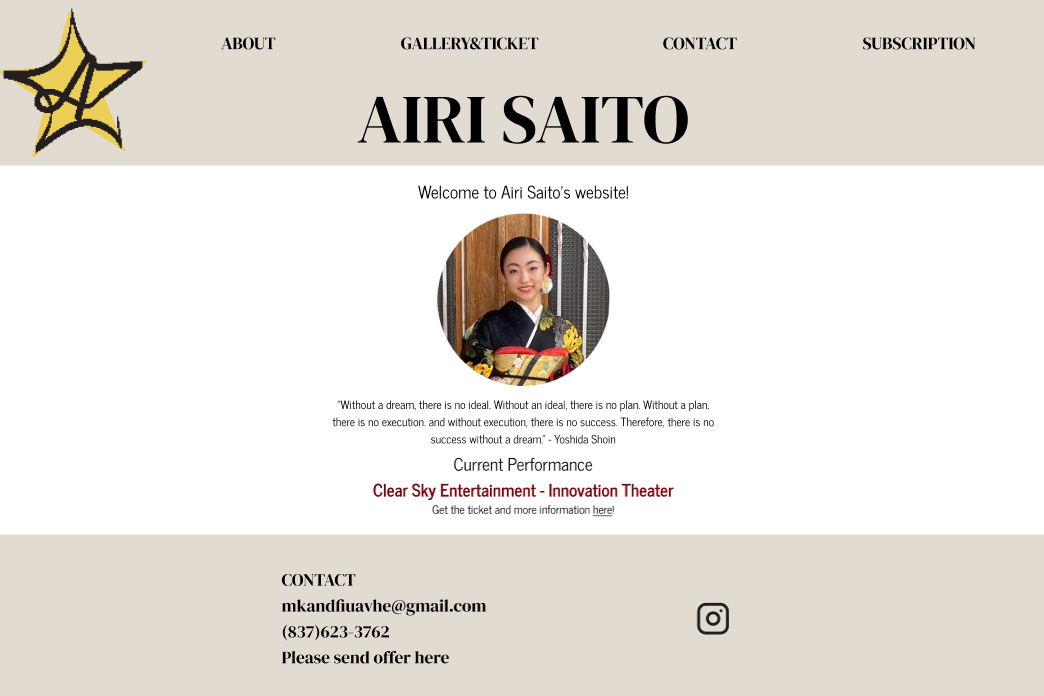 ABOUT
GALLERY&TICKET
CONTACT
SUBSCRIPTION
A
AIRI SAITO
Welcome to Airi Saito's website!
"Without a dream, there is no ideal. Without an ideal, there is no plan. Without a plan,
there is no execution. and without execution, there is no success. Therefore, there is no
success without a dream." - Yoshida Shoin
Current Performance
Clear Sky Entertainment - Innovation Theater
Get the ticket and more information here!
CONTACT
mkandfiuavhe@gmail.com
(837)623-3762
Please send offer here